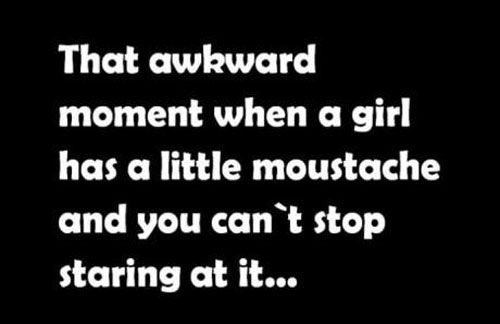 That awkward
moment when a girl
has a little moustache
and you can`t stop
staring at it...